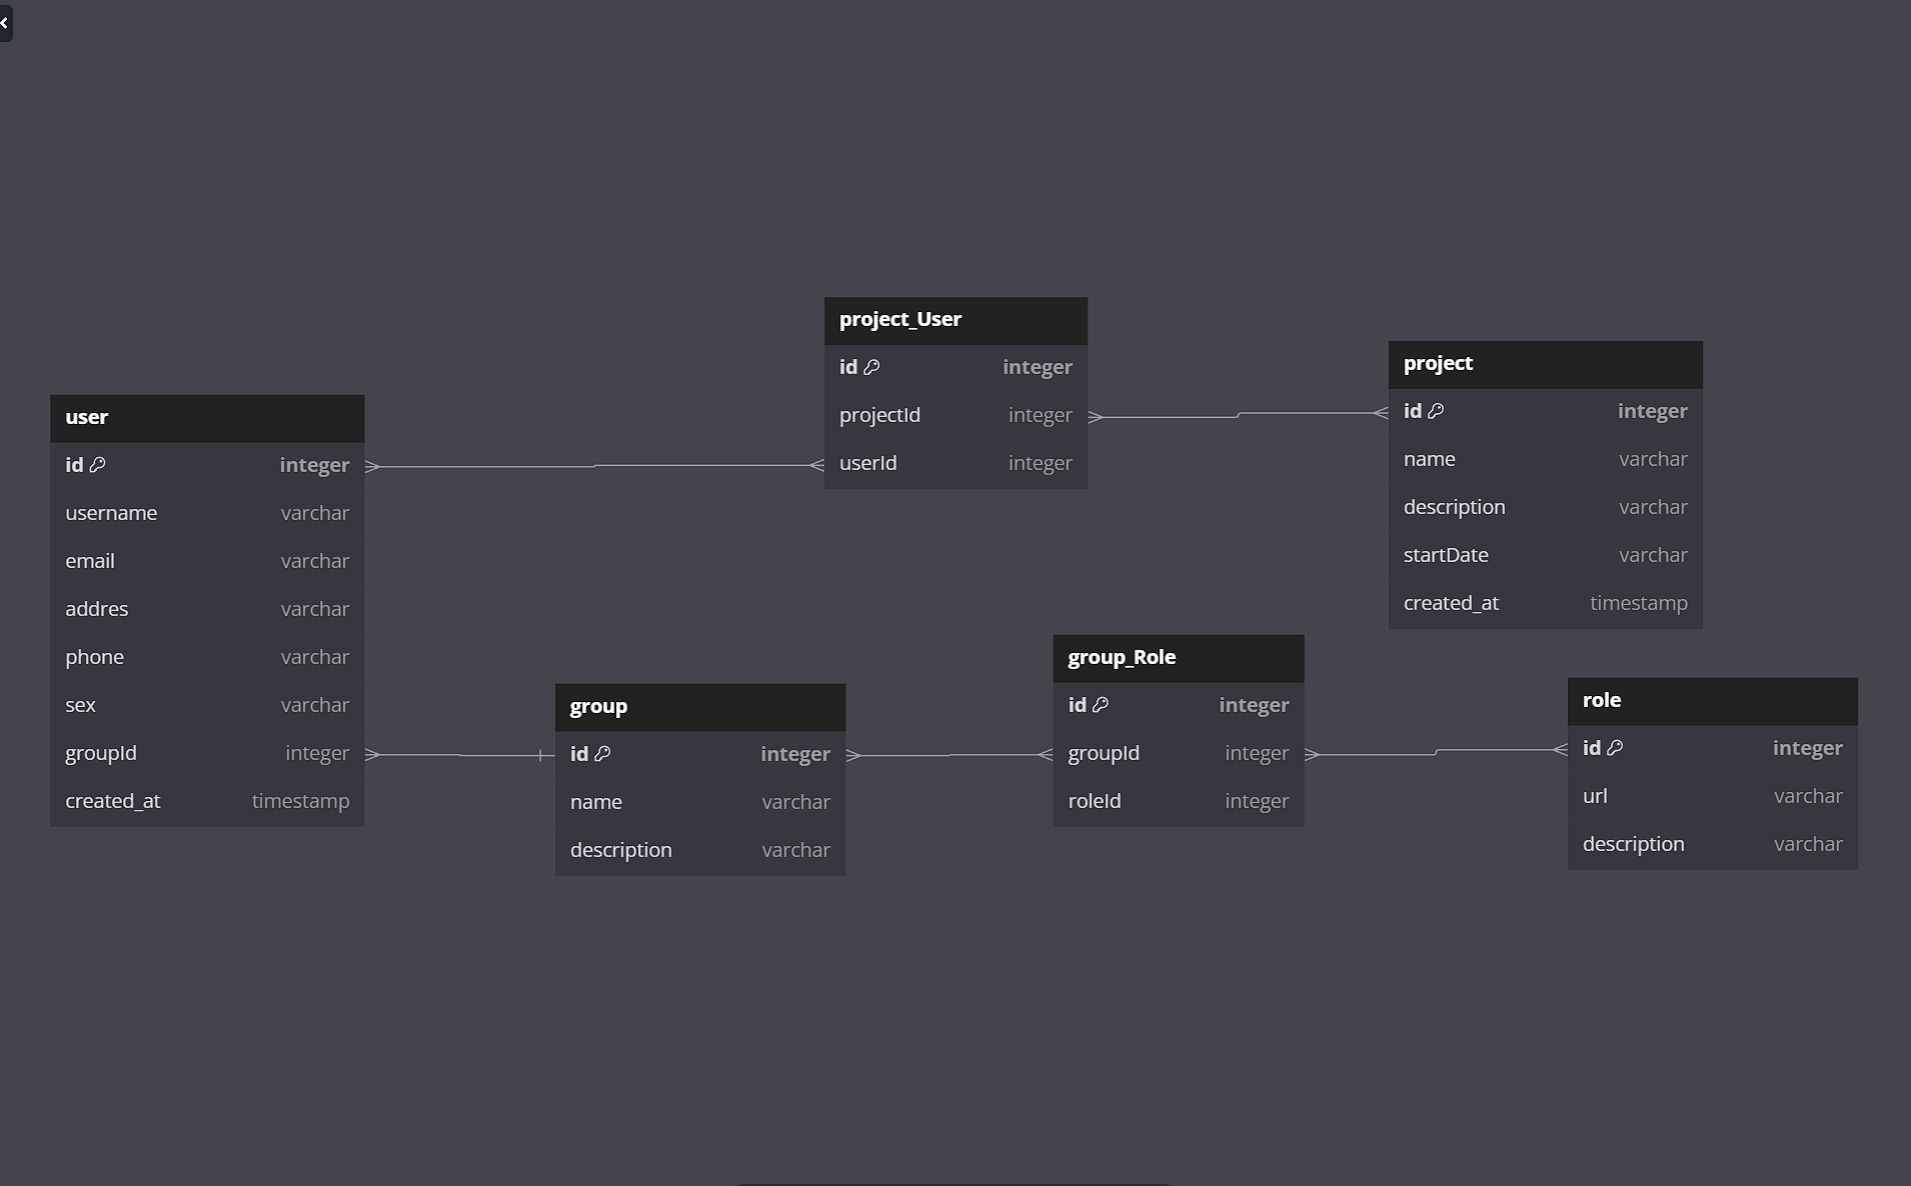 project_User
id integer
projectId integer
userId integer
project
id integer
name varchar
description varchar
startDate varchar
created_at timestamp
user
id integer
username varchar
email varchar
addres varchar
phone varchar
sex varchar
groupId integer
created_at timestamp
group
id integer
name varchar
description varchar
group_Role
id integer
groupId integer
roleId integer
role
id integer
url varchar
description varchar